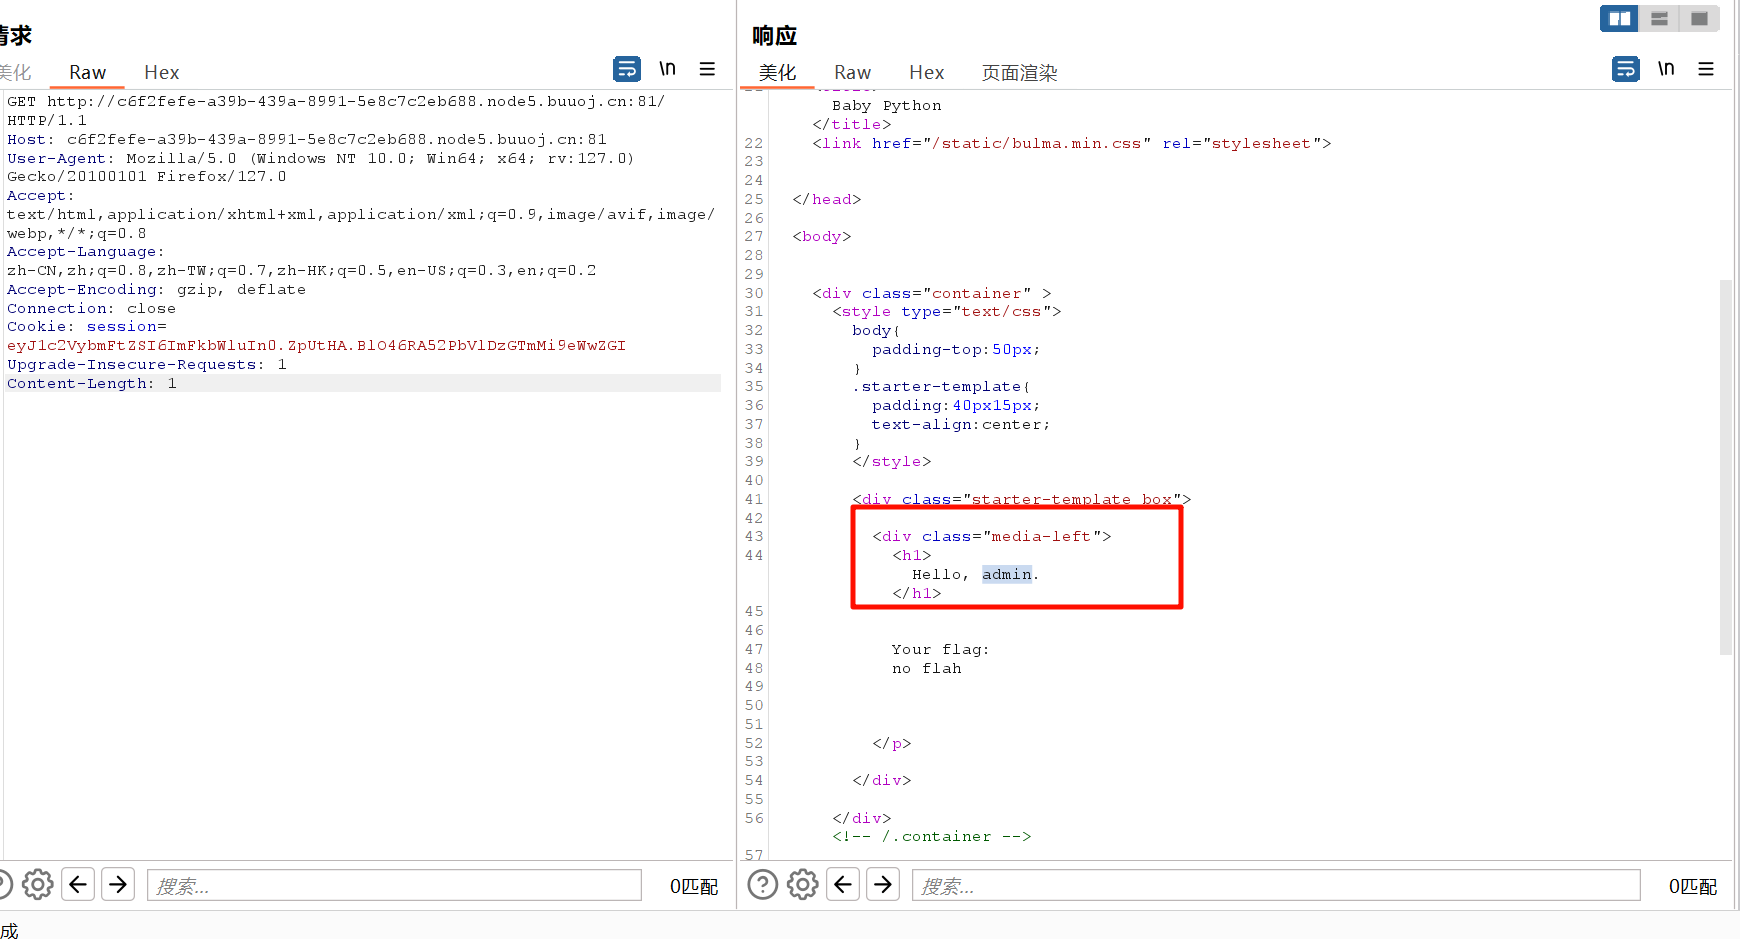 请求
美化 Raw Hex \n
GET http://c6f2fefe-a39b-439a-8991-5e8c7c2eb688.node5.buuoj.cn:81/
HTTP/1.1
Host: c6f2fefe-a39b-439a-8991-5e8c7c2eb688.node5.buuoj.cn:81
User-Agent: Mozilla/5.0 (Windows NT 10.0; Win64; x64; rv:127.0)
Gecko/20100101 Firefox/127.0
Accept:
text/html,application/xhtml+xml,application/xml;q=0.9,image/avif,image/
webp,*/*;q=0.8
Accept-Language:
zh-CN,zh;q=0.8,zh-TW;q=0.7,zh-HK;q=0.5,en-US;q=0.3,en;q=0.2
Accept-Encoding: gzip, deflate
Connection: close
Cookie: session=
eyJ1c2VybmFtZSI6ImFkbWluIn0.ZpUtHA.BlO46RA52PbVlDzGTmMi9eWwZGI
Upgrade-Insecure-Requests: 1
Content-Length: 1
搜索... 0匹配
响应
美化 Raw Hex 页面渲染 \n
Baby Python
</title>
22 <link href="/static/bulma.min.css" rel="stylesheet">
23
24
25 </head>
26
27 <body>
28
29
30 <div class="container" >
31 <style type="text/css">
32 body{
33 padding-top:50px;
34 }
35 .starter-template{
36 padding:40px15px;
37 text-align:center;
38 }
39 </style>
40
41 <div class="starter-template box">
42
43 <div class="media-left">
44 <h1>
Hello, admin.
</h1>
45
46
47 Your flag:
48 no flah
49
50
51
52 </p>
53
54 </div>
55
56 </div>
<!-- /.container -->
57
搜索... 0匹配
成